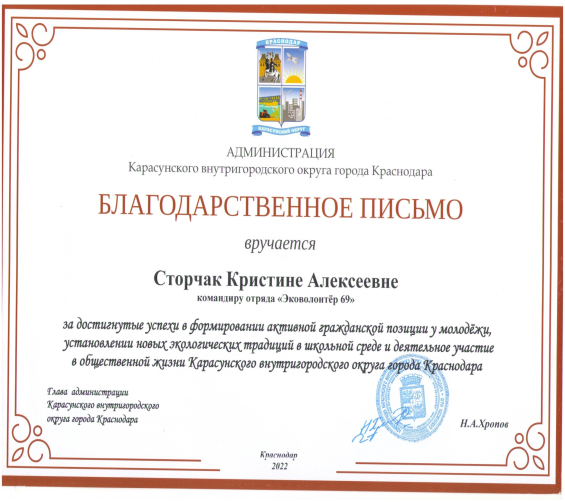 КРАСНОДАР
КАРАСУНСКИЙ ОКРУГ
АДМИНИСТРАЦИЯ
Карасунского внутригородского округа города Краснодара
БЛАГОДАРСТВЕННОЕ ПИСЬМО
вручается
Сторчак Кристине Алексеевне
командиру отряда «Эковолонтёр 69»
за достигнутые успехи в формировании активной гражданской позиции у молодёжи,
установлении новых экологических традиций в школьной среде и деятельное участие
в общественной жизни Карасунского внутригородского округа города Краснодара
Глава администрации
Карасунского внутригородского
округа города Краснодара
Н.А.Хропов
Краснодар
2022